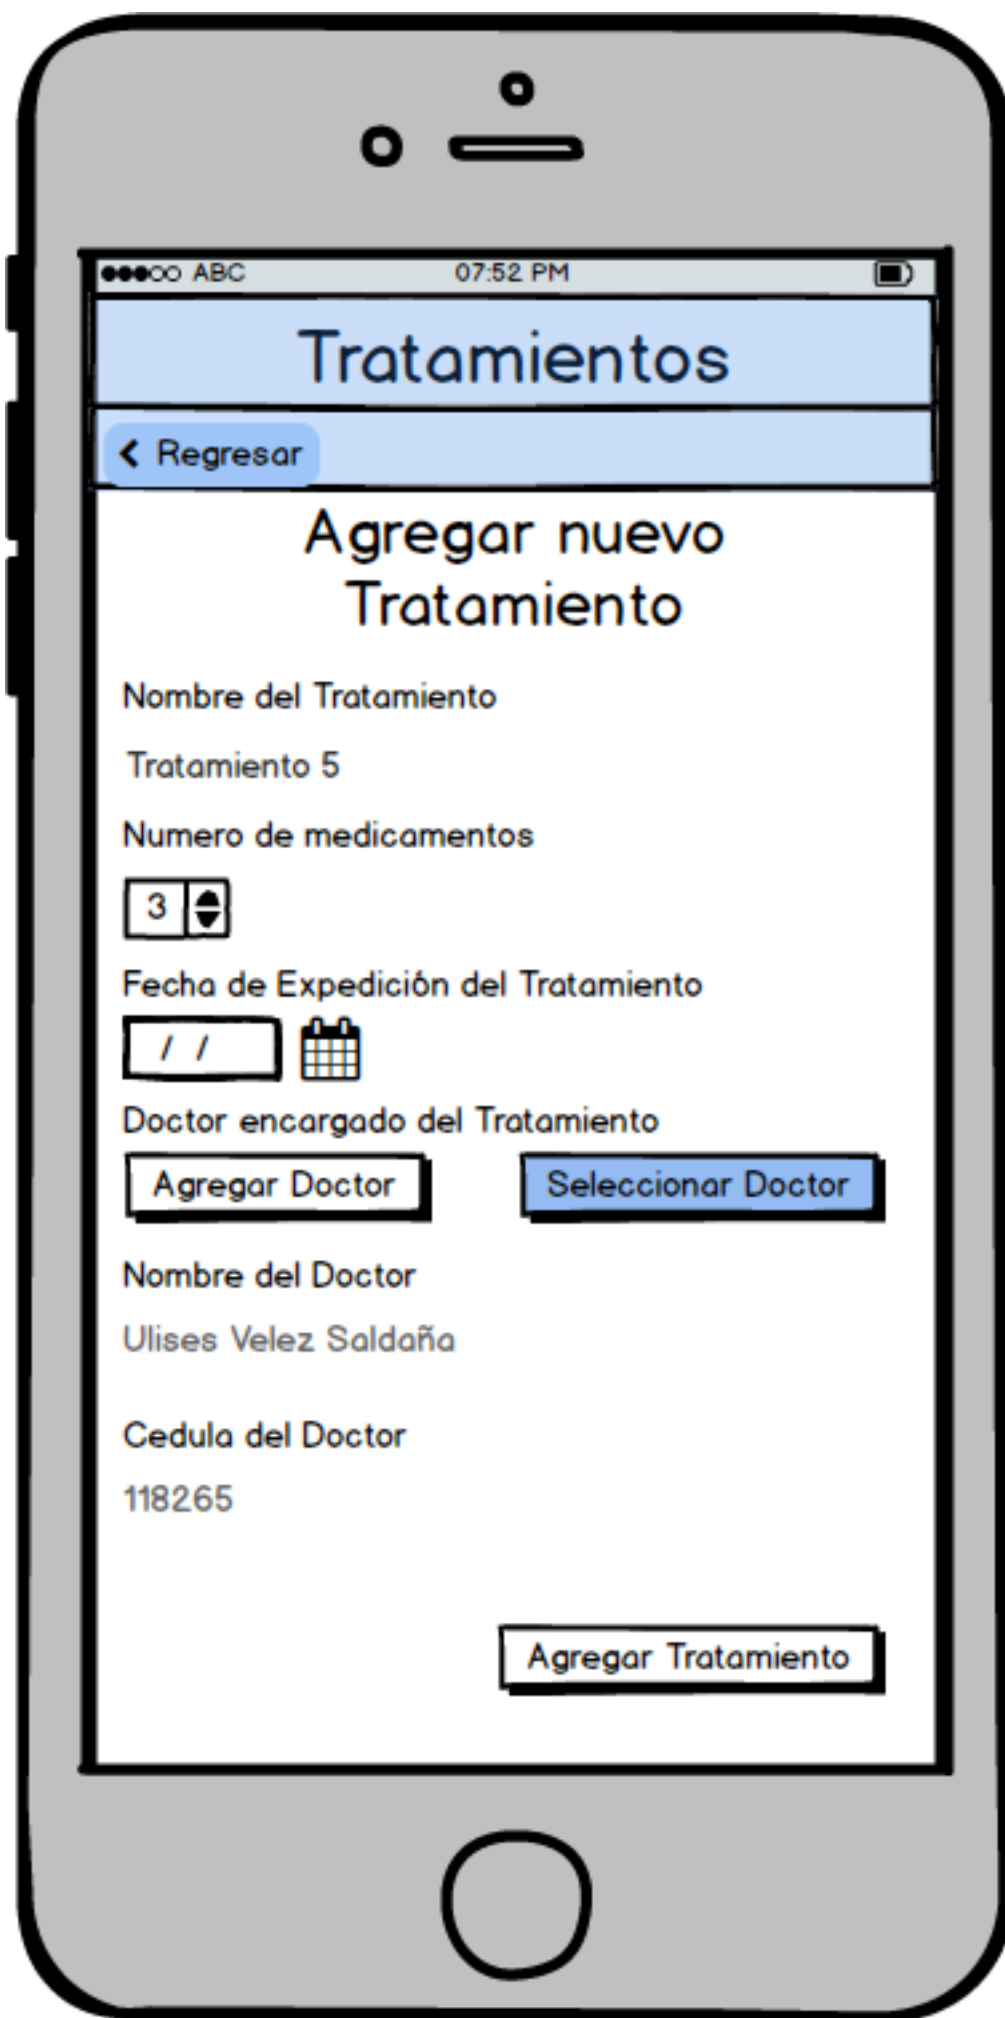 ABC 07:52 PM
Tratamientos
Regresar
Agregar nuevo
Tratamiento
Nombre del Tratamiento
Tratamiento 5
Numero de medicamentos
3
Fecha de Expedición del Tratamiento
/ /
Doctor encargado del Tratamiento
Agregar Doctor Seleccionar Doctor
Nombre del Doctor
Ulises Velez Saldaña
Cedula del Doctor
118265
Agregar Tratamiento